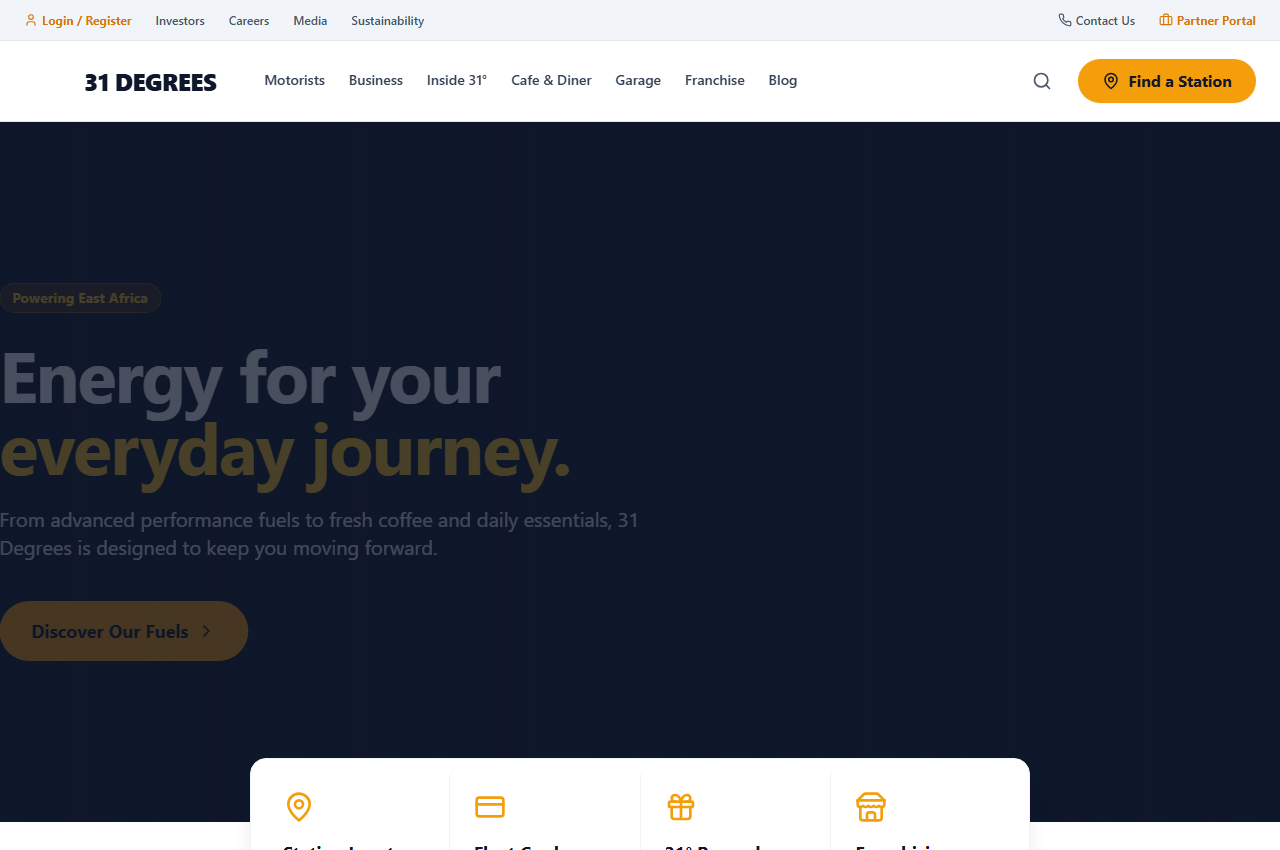 Login / Register
Investors
Careers
Media
Sustainability
Contact Us
Partner Portal
31 DEGREES
Motorists
Business
Inside 31°
Cafe & Diner
Garage
Franchise
Blog
Find a Station
Powering East Africa
Energy for your
everyday journey.
From advanced performance fuels to fresh coffee and daily essentials, 31
Degrees is designed to keep you moving forward.
Discover Our Fuels